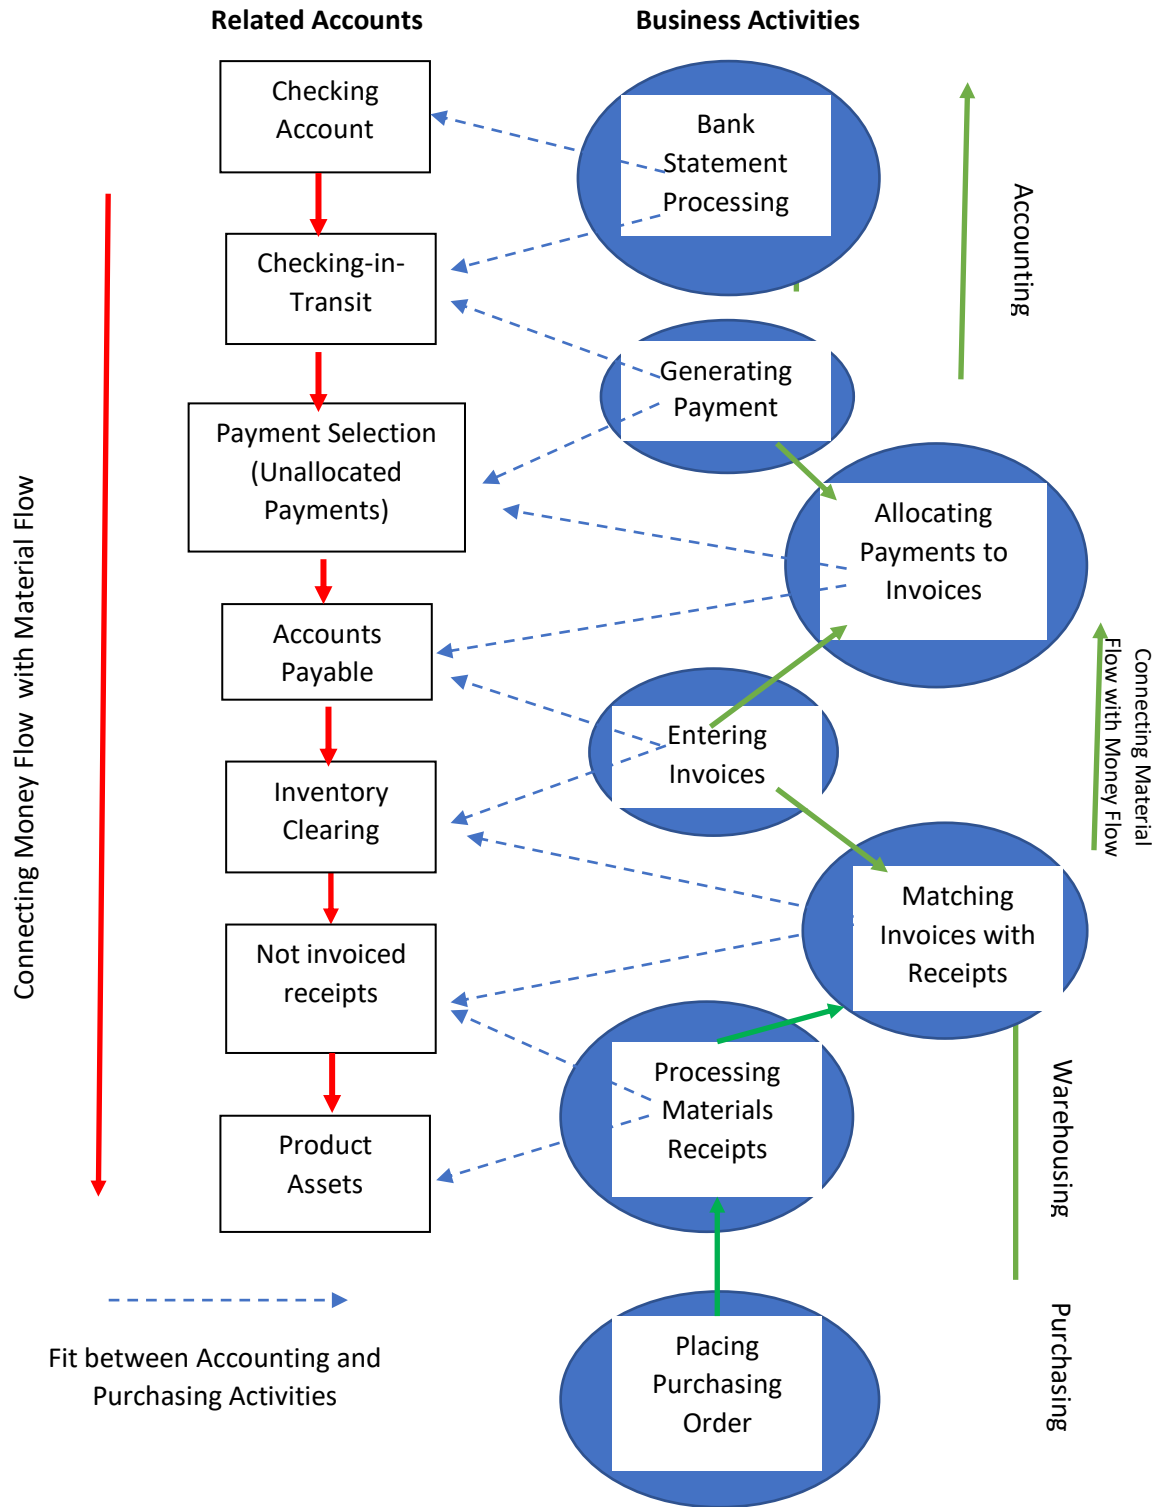 Related Accounts
Business Activities
Checking
Account
Checking-in-
Transit
Payment Selection
(Unallocated
Payments)
Accounts
Payable
Inventory
Clearing
Not invoiced
receipts
Product
Assets
Bank
Statement
Processing
Generating
Payment
Allocating
Payments to
Invoices
Entering
Invoices
Matching
Invoices with
Receipts
Processing
Materials
Receipts
Placing
Purchasing
Order
Connecting Money Flow  with Material Flow
Accounting
Connecting Material
Flow with Money Flow
Warehousing
Purchasing
Fit between Accounting and
Purchasing Activities